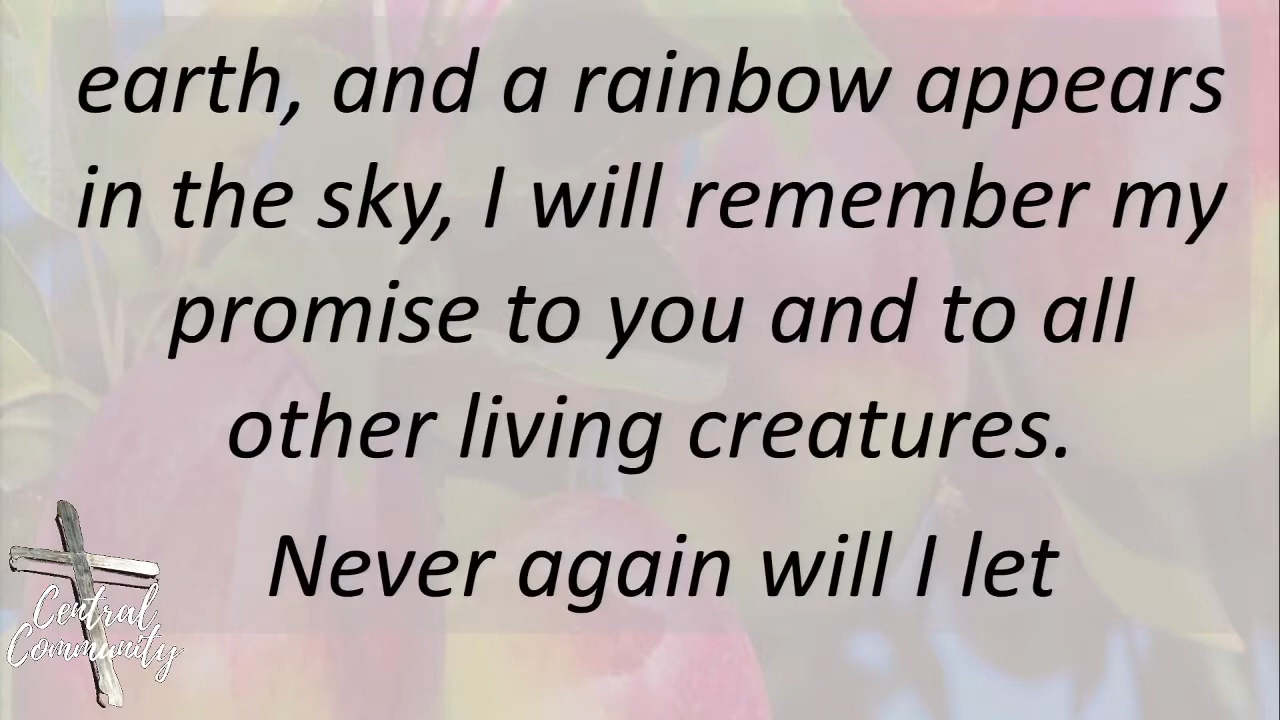 earth, and a rainbow appears
in the sky, I will remember my
promise to you and to all
other living creatures.
Never again will I let
Central
Community